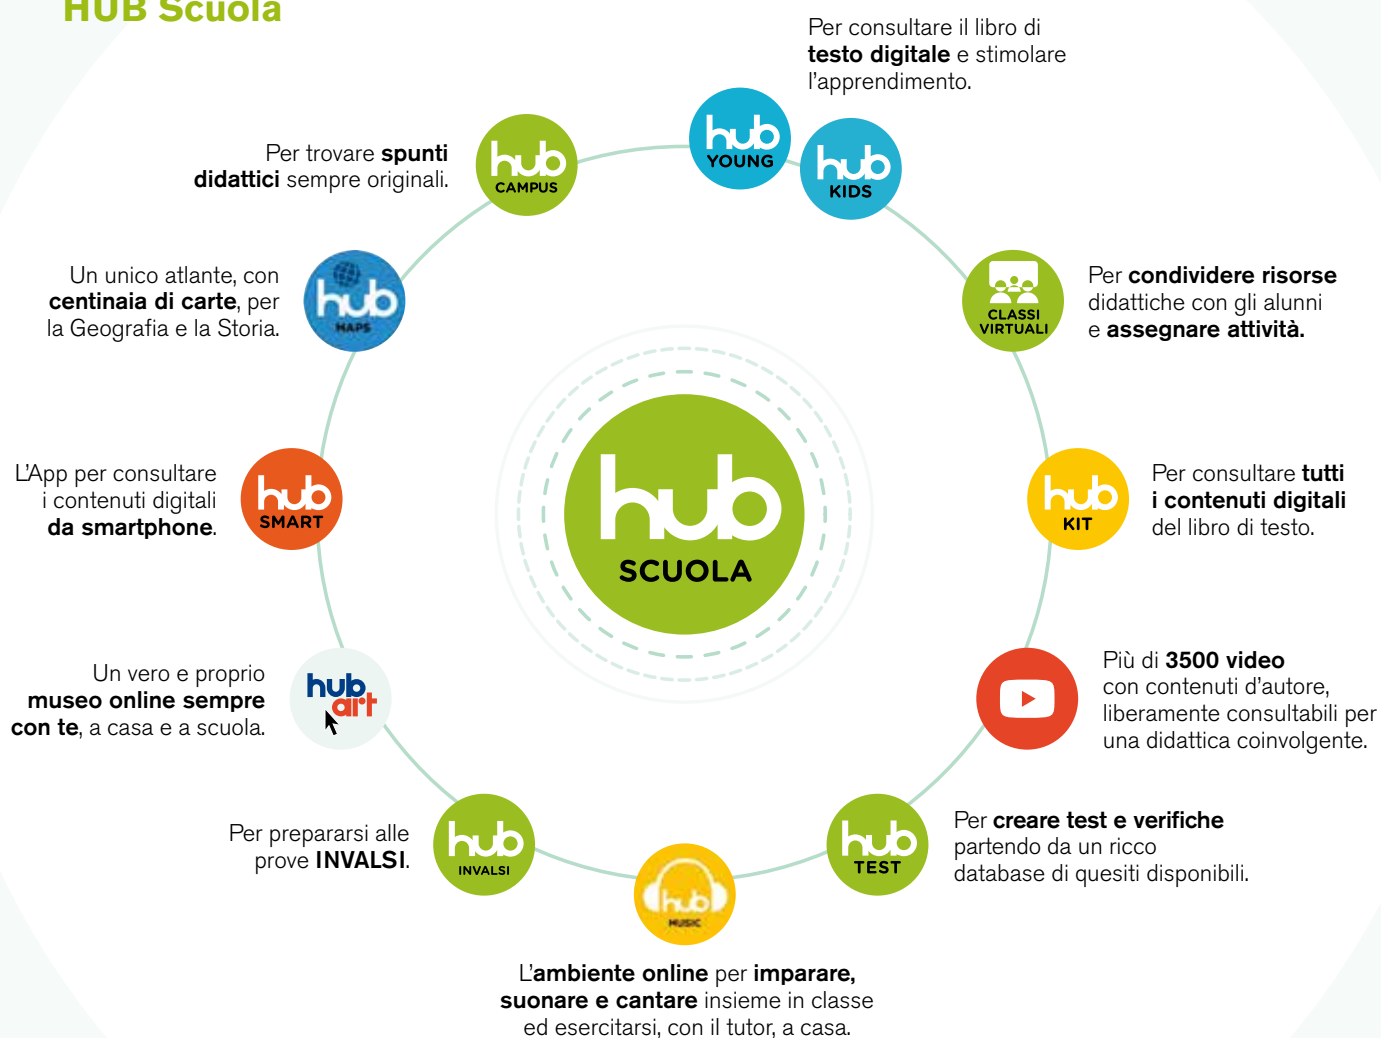 HUB Scuola
Per consultare il libro di
testo digitale e stimolare
l'apprendimento.
hub
YOUNG
hub
KIDS
Per trovare spunti
didattici sempre originali.
hub
CAMPUS
CLASSI
VIRTUALI
Per condividere risorse
didattiche con gli alunni
e assegnare attività.
Un unico atlante, con
centinaia di carte, per
la Geografia e la Storia.
hub
MAPS
hub
SCUOLA
L'App per consultare
i contenuti digitali
da smartphone.
hub
SMART
hub
KIT
Per consultare tutti
i contenuti digitali
del libro di testo.
Un vero e proprio
museo online sempre
con te, a casa e a scuola.
hub
art
Più di 3500 video
con contenuti d'autore,
liberamente consultabili per
una didattica coinvolgente.
Per prepararsi alle
prove INVALSI.
hub
INVALSI
hub
MUSIC
hub
TEST
Per creare test e verifiche
partendo da un ricco
database di quesiti disponibili.
L'ambiente online per imparare,
suonare e cantare insieme in classe
ed esercitarsi, con il tutor, a casa.